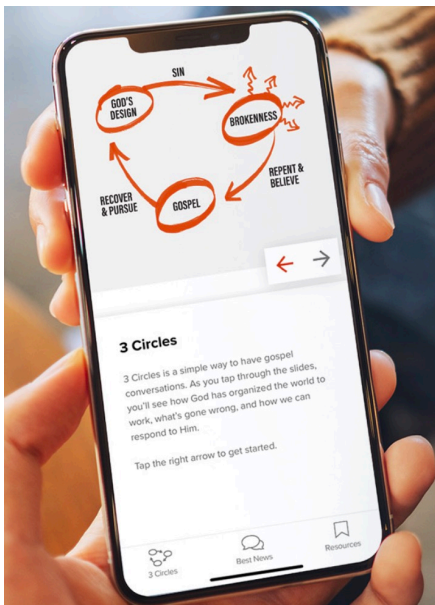 SIN
GOD'S
DESIGN
BROKENNESS
REPENT &
BELIEVE
GOSPEL
RECOVER
& PURSUE
3 Circles
3 Circles is a simple way to have gospel
conversations. As you tap through the slides,
you'll see how God has organized the world to
work, what's gone wrong, and how we can
respond to Him.
Tap the right arrow to get started.
3 Circles
Best News
Resources